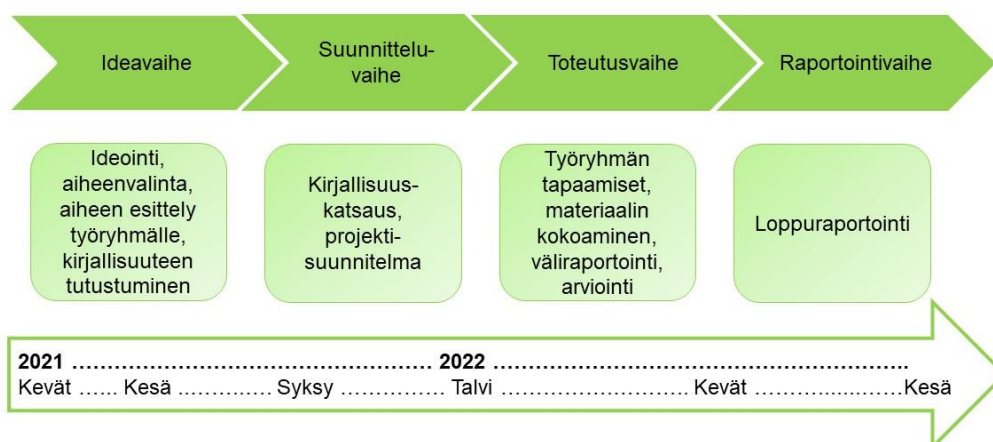 Ideavaihe
Suunnittelu-
vaihe
Toteutusvaihe
Raportointivaihe
Ideointi,
aiheenvalinta,
aiheen esittely
työryhmälle,
kirjallisuuteen
tutustuminen
Kirjallisuus-
katsaus,
projekti-
suunnitelma
Työryhmän
tapaamiset,
materiaalin
kokoaminen,
väliraportointi,
arviointi
Loppuraportointi
2021 ………………………………… 2022 ……………………………………..
Kevät …... Kesä …………. Syksy …………… Talvi ……………………. Kevät ………............Kesä